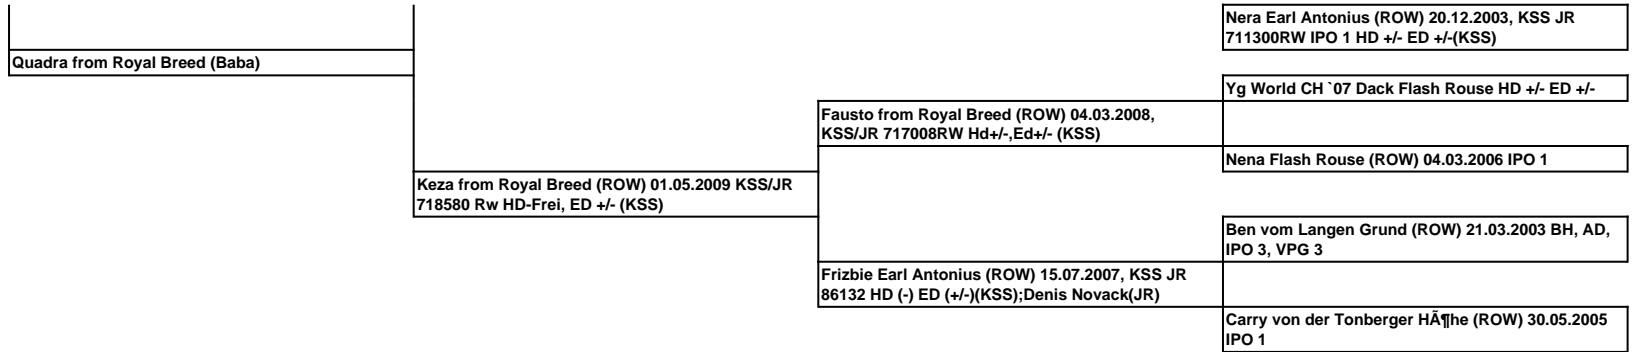 Nera Earl Antonius (ROW) 20.12.2003, KSS JR
711300RW IPO 1 HD +/- ED +/-(KSS)
Quadra from Royal Breed (Baba)
Yg World CH `07 Dack Flash Rouse HD +/- ED +/-
Fausto from Royal Breed (ROW) 04.03.2008,
KSS/JR 717008RW Hd+/-,Ed+/- (KSS)
Nena Flash Rouse (ROW) 04.03.2006 IPO 1
Keza from Royal Breed (ROW) 01.05.2009 KSS/JR
718580 Rw HD-Frei, ED +/- (KSS)
Ben vom Langen Grund (ROW) 21.03.2003 BH, AD,
IPO 3, VPG 3
Frizbie Earl Antonius (ROW) 15.07.2007, KSS JR
86132 HD (-) ED (+/-)(KSS);Denis Novack(JR)
Carry von der Tonberger HÃ¶he (ROW) 30.05.2005
IPO 1